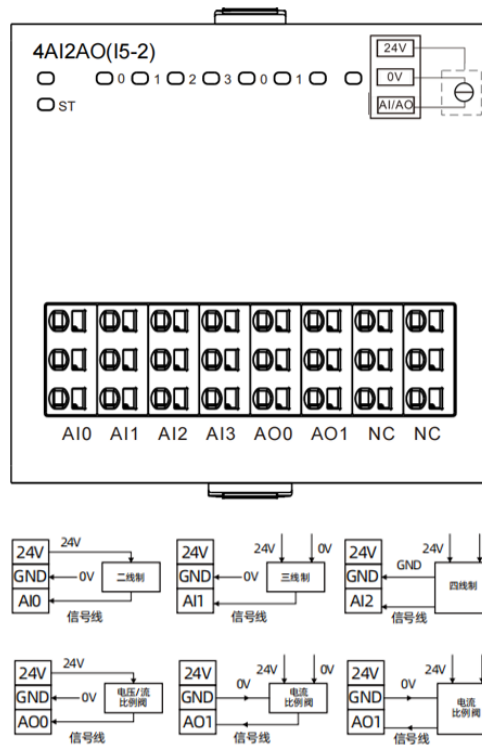 4AI2AO(I5-2)
0 1 2 3 0 1
ST
24V
0V
AI/AO
AI0 AI1 AI2 AI3 AO0 AO1 NC NC
24V 24V
GND 0V 二线制
AI0
信号线
24V 24V 0V
GND 0V 三线制
AI1
信号线
24V 24V
GND GND 四线制
AI2
信号线
24V 24V
GND 0V 电压/流
比例阀
AO0
信号线
24V 24V 0V
GND 0V 电流
比例阀
AO1
信号线
24V 24V
GND 0V 电流
比例阀
AO1
信号线